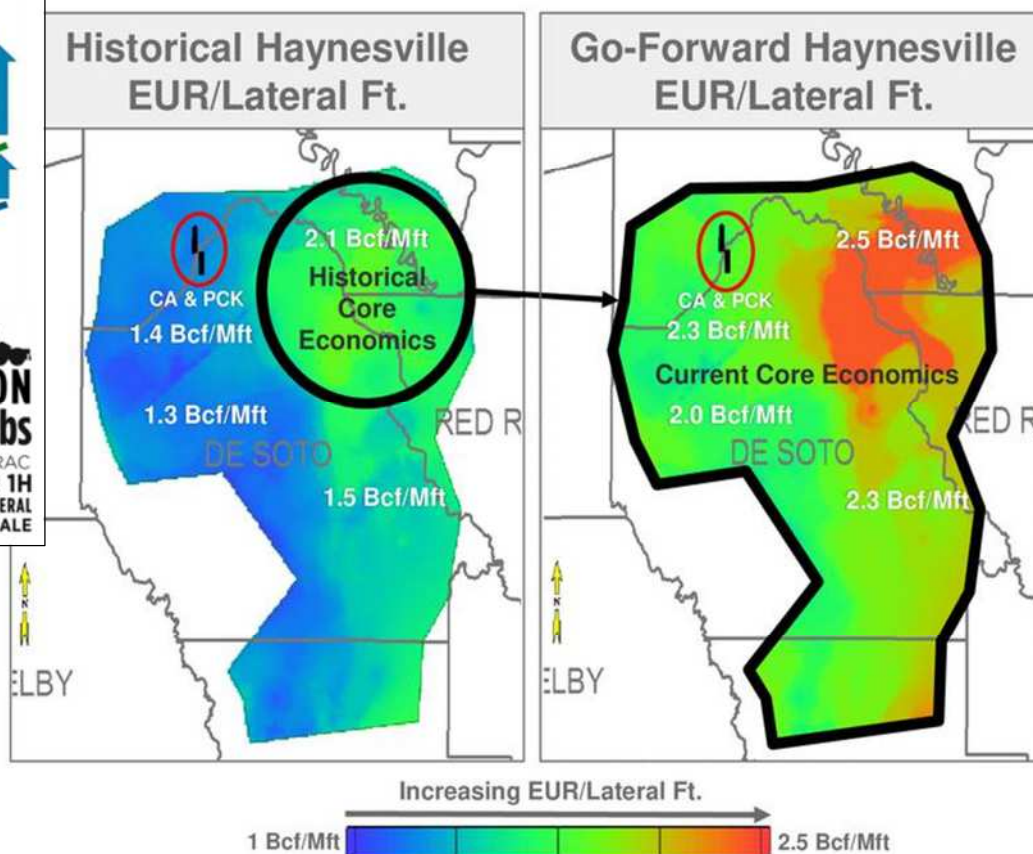 ON
bs
RAC
1H
ERAL
ALE
Historical Haynesville
EUR/Lateral Ft.
2.1 Bcf/Mft
Historical
Core
Economics
CA & PCK
1.4 Bcf/Mft
1.3 Bcf/Mft
RED R
DE SOTO
1.5 Bcf/Mft
N
ELBY
Go-Forward Haynesville
EUR/Lateral Ft.
2.5 Bcf/Mft
CA & PCK
2.3 Bcf/Mft
Current Core Economics
2.0 Bcf/Mft
RED R
DE SOTO
2.3 Bcf/Mft
N
ELBY
Increasing EUR/Lateral Ft.
1 Bcf/Mft
2.5 Bcf/Mft